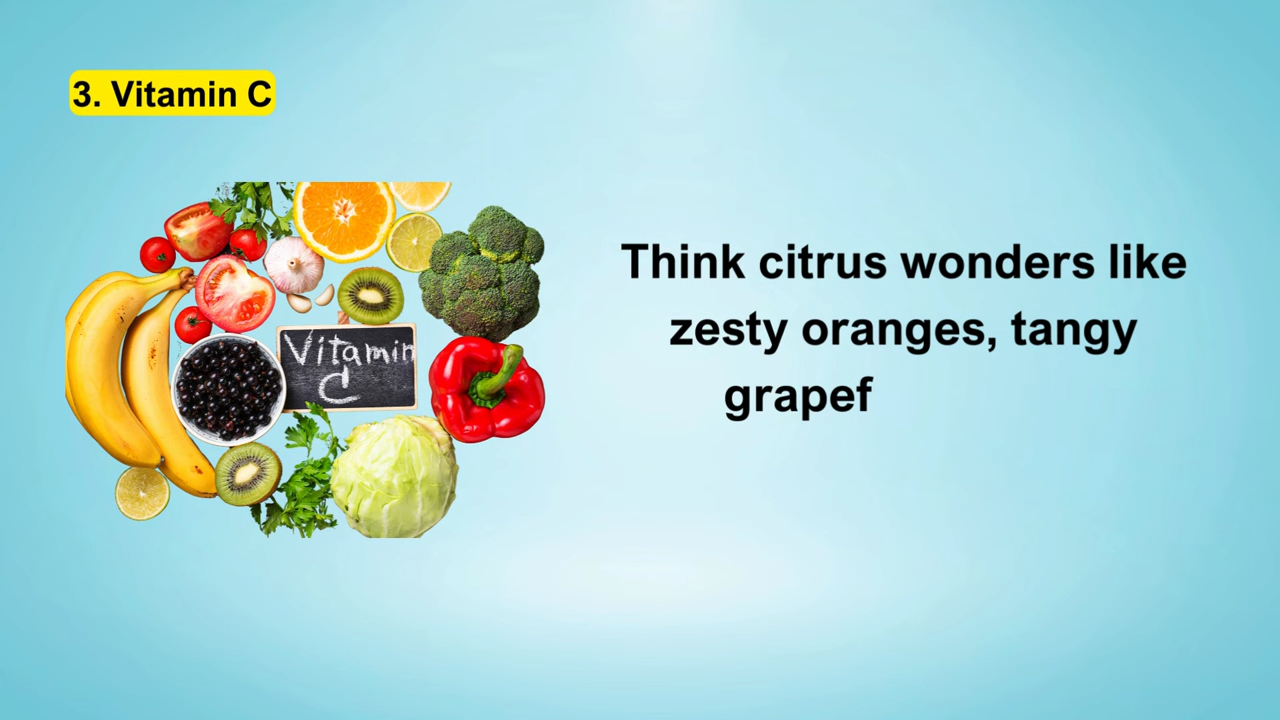 3. Vitamin C
Think citrus wonders like
zesty oranges, tangy
grapef
Vitamin
C